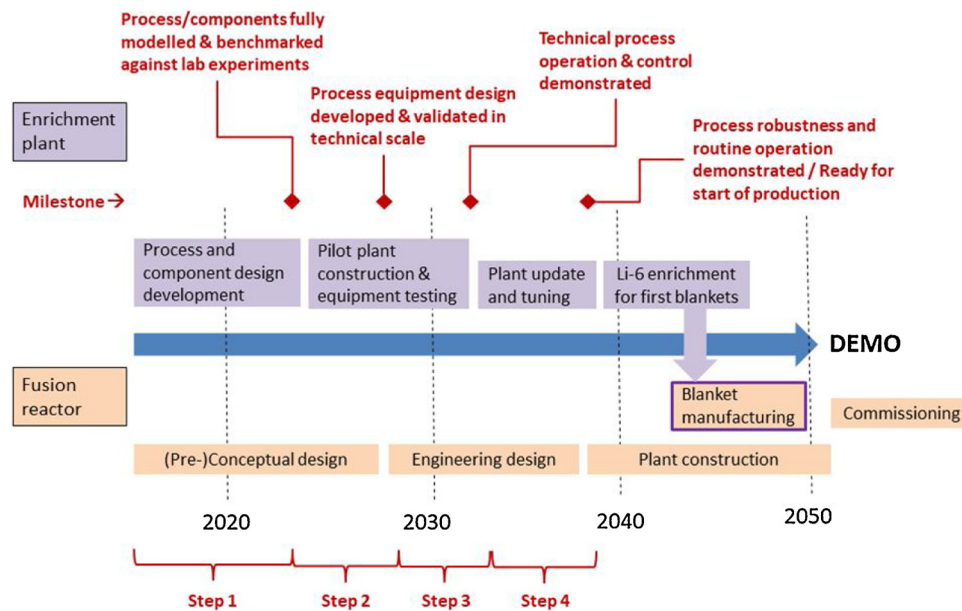 Process/components fully
modelled & benchmarked
against lab experiments
Technical process
operation & control
demonstrated
Process equipment design
developed & validated in
technical scale
Enrichment
plant
Process robustness and
routine operation
demonstrated / Ready for
start of production
Milestone →
Process and
component design
development
Pilot plant
construction &
equipment testing
Plant update
and tuning
Li-6 enrichment
for first blankets
DEMO
Fusion
reactor
Blanket
manufacturing
Commissioning
(Pre-)Conceptual design
Engineering design
Plant construction
2020
2030
2040
2050
Step 1
Step 2
Step 3
Step 4